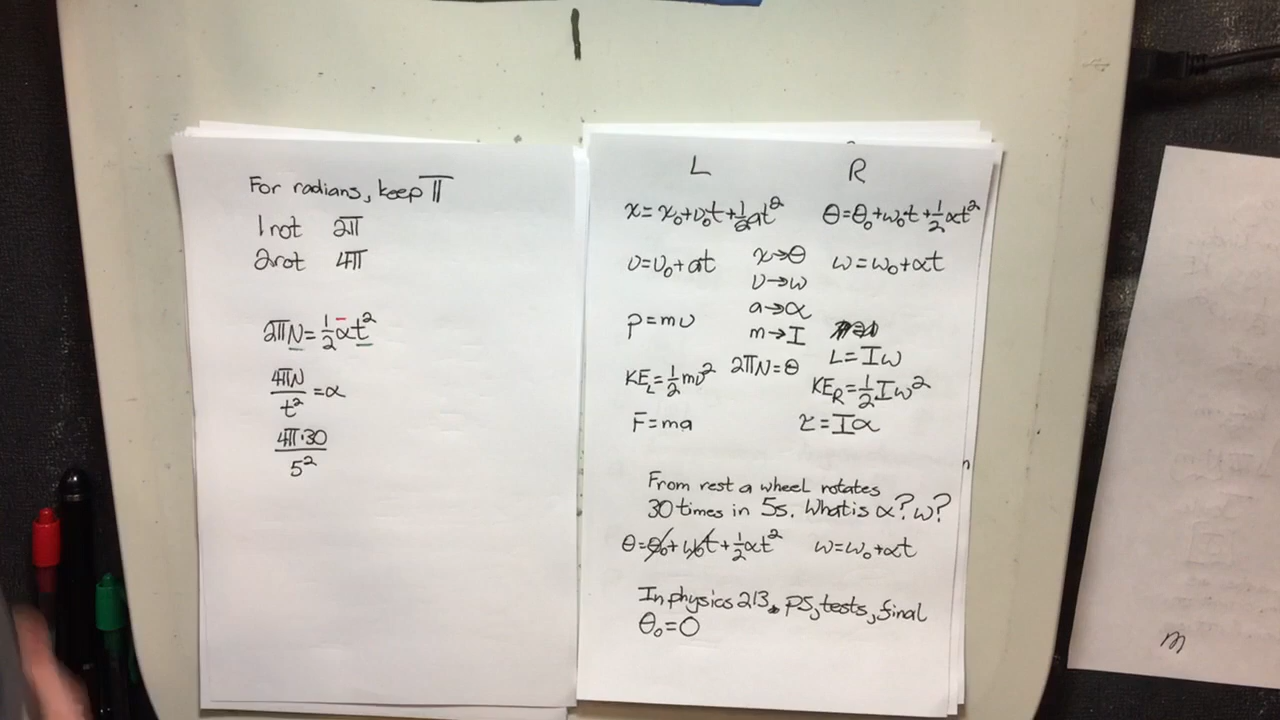 For radians, keep π
1 rot 2π
2 rot 4π
2πN = ½αt²
4πN/t² = α
4π·30/5²
L R
x = x₀ + v₀t + ½at² θ = θ₀ + ω₀t + ½αt²
v = v₀ + at x → θ ω = ω₀ + αt
v → ω
a → α
p = mv m → I
L = Iω
KE_L = ½mv² 2πN = θ KE_R = ½Iω²
F = ma τ = Iα
From rest a wheel rotates
30 times in 5s. What is α? ω?
θ = θ₀ + ω₀t + ½αt² ω = ω₀ + αt
In physics 213, PS, tests, final
θ₀ = 0
m